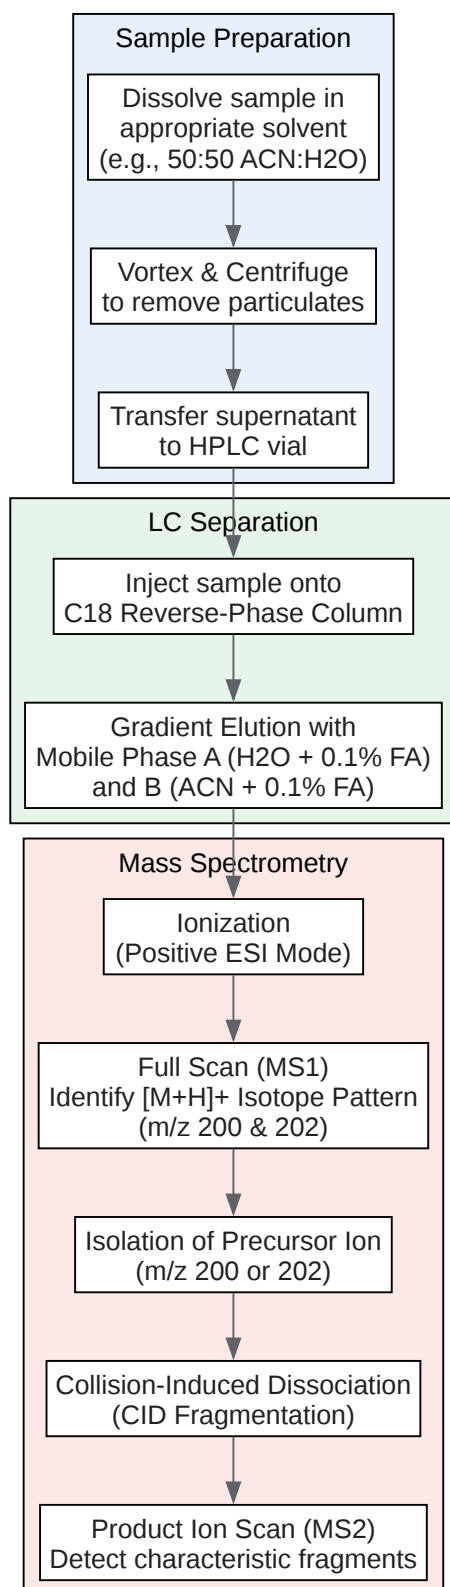 Sample Preparation
Dissolve sample in
appropriate solvent
(e.g., 50:50 ACN:H2O)
Vortex & Centrifuge
to remove particulates
Transfer supernatant
to HPLC vial
LC Separation
Inject sample onto
C18 Reverse-Phase Column
Gradient Elution with
Mobile Phase A (H2O + 0.1% FA)
and B (ACN + 0.1% FA)
Mass Spectrometry
Ionization
(Positive ESI Mode)
Full Scan (MS1)
Identify [M+H]+ Isotope Pattern
(m/z 200 & 202)
Isolation of Precursor Ion
(m/z 200 or 202)
Collision-Induced Dissociation
(CID Fragmentation)
Product Ion Scan (MS2)
Detect characteristic fragments